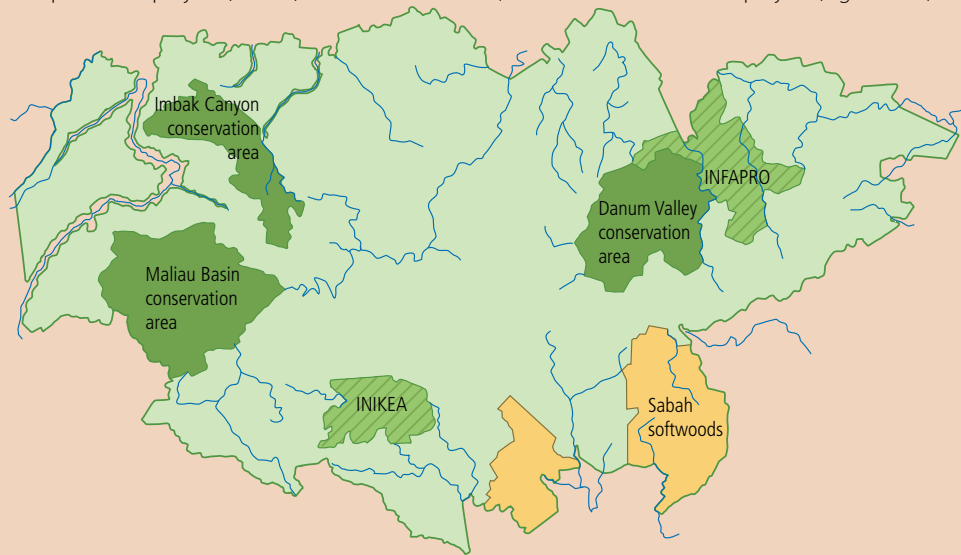 Imbak Canyon
conservation
area
INFAPRO
Danum Valley
conservation
area
Maliau Basin
conservation
area
INIKEA
Sabah
softwoods